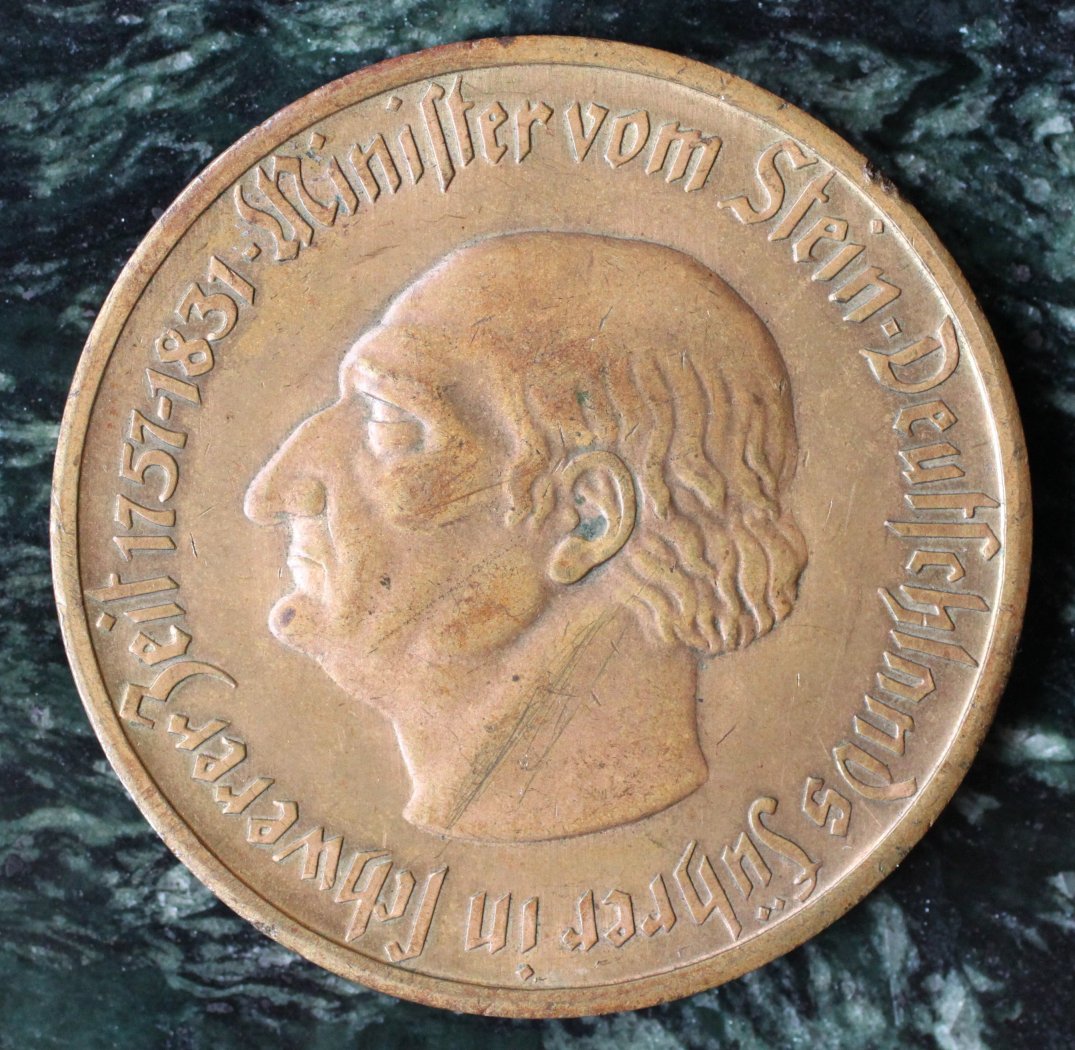 Minister vom Stein · Deutschlands Führer in schwerer Zeit 1757-1831 ·